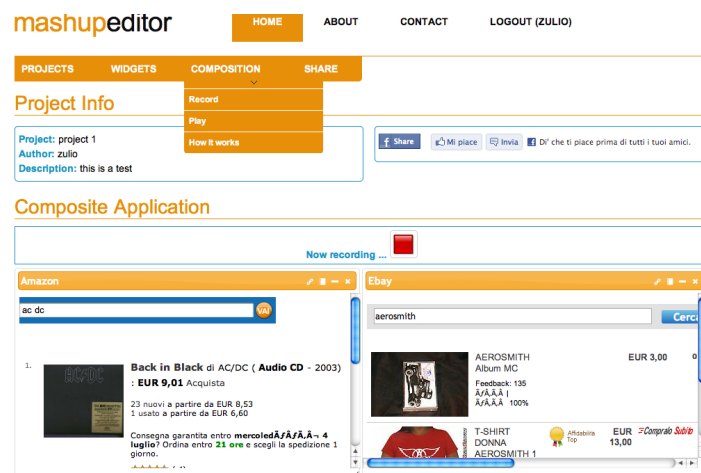 mashupeditor
HOME ABOUT CONTACT LOGOUT (ZULIO)
PROJECTS WIDGETS COMPOSITION SHARE
Record
Play
How it works
Project Info
Project: project 1
Author: zulio
Description: this is a test
Share Mi piace Invia Di' che ti piace prima di tutti i tuoi amici.
Composite Application
Now recording ...
Amazon
ac dc VAI
1.
Back in Black di AC/DC ( Audio CD - 2003)
: EUR 9,01 Acquista
23 nuovi a partire da EUR 8,53
1 usato a partire da EUR 6,60
Consegna garantita entro mercoledÃƒÂ¬ 4
luglio? Ordina entro 21 ore e scegli la spedizione 1
giorno.
Ebay
aerosmith Cerca
AEROSMITH EUR 3,00 0
Album MC
Feedback: 135
ÃƒÂ‚Â |
ÃƒÂ‚Â 100%
T-SHIRT Affidabilità EUR Compralo Subito
DONNA Top 13,00
AEROSMITH 1